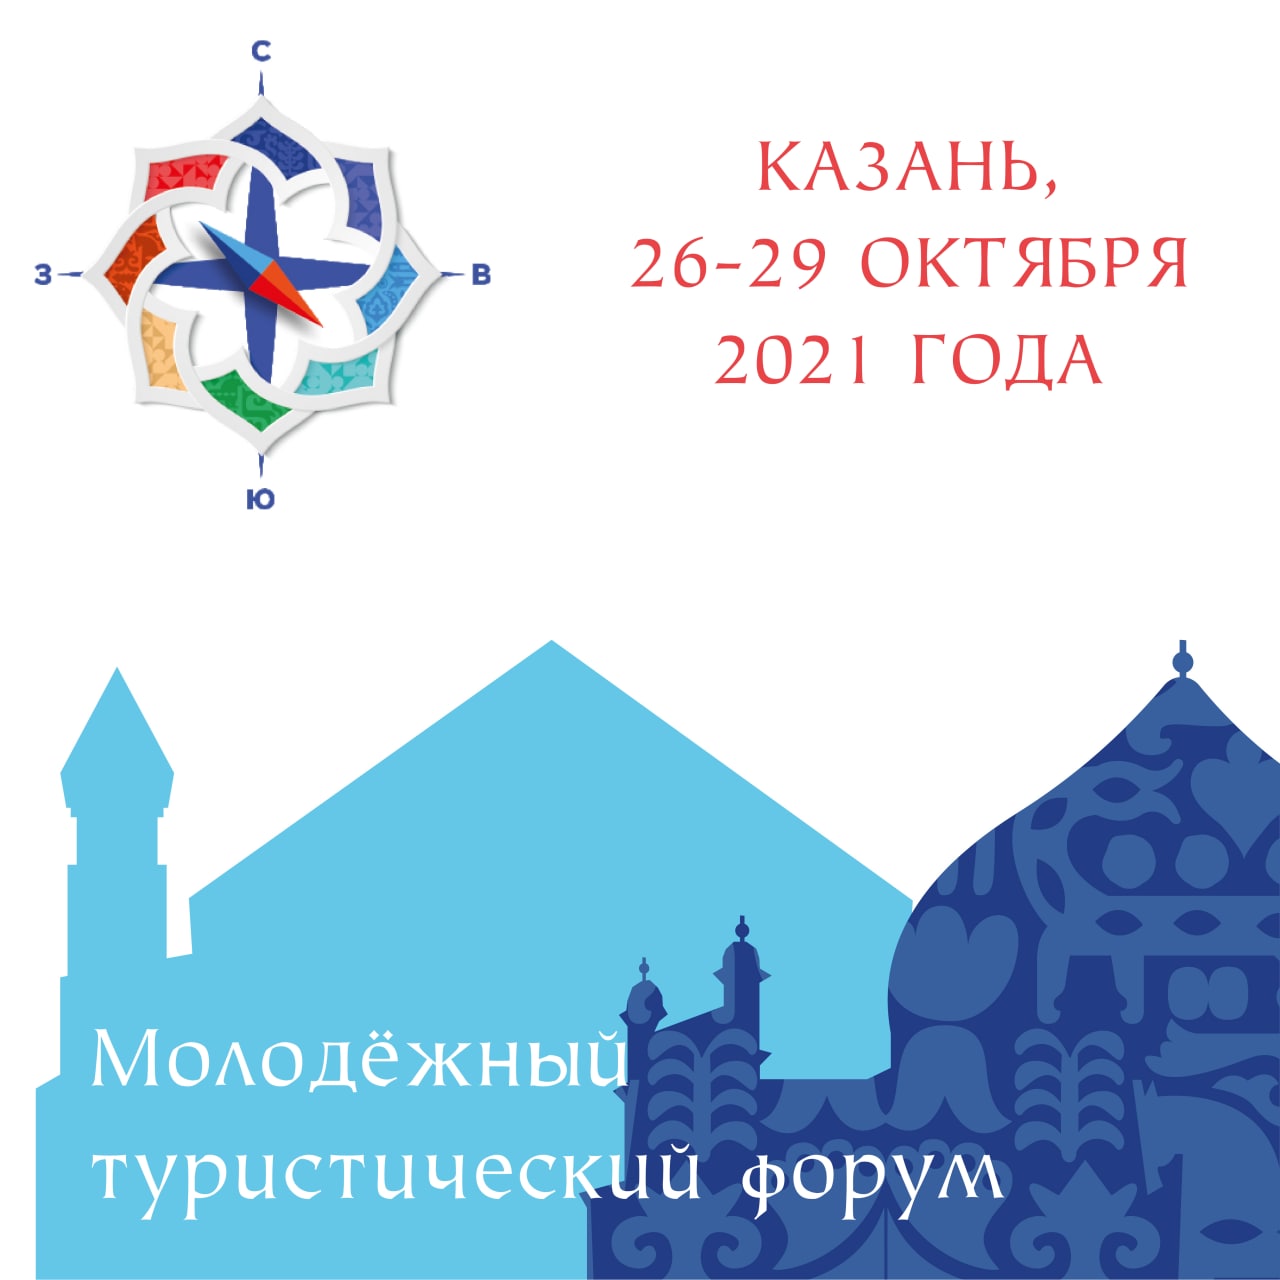 С
З
В
Ю
КАЗАНЬ,
26-29 ОКТЯБРЯ
2021 ГОДА
Молодёжный
туристический форум